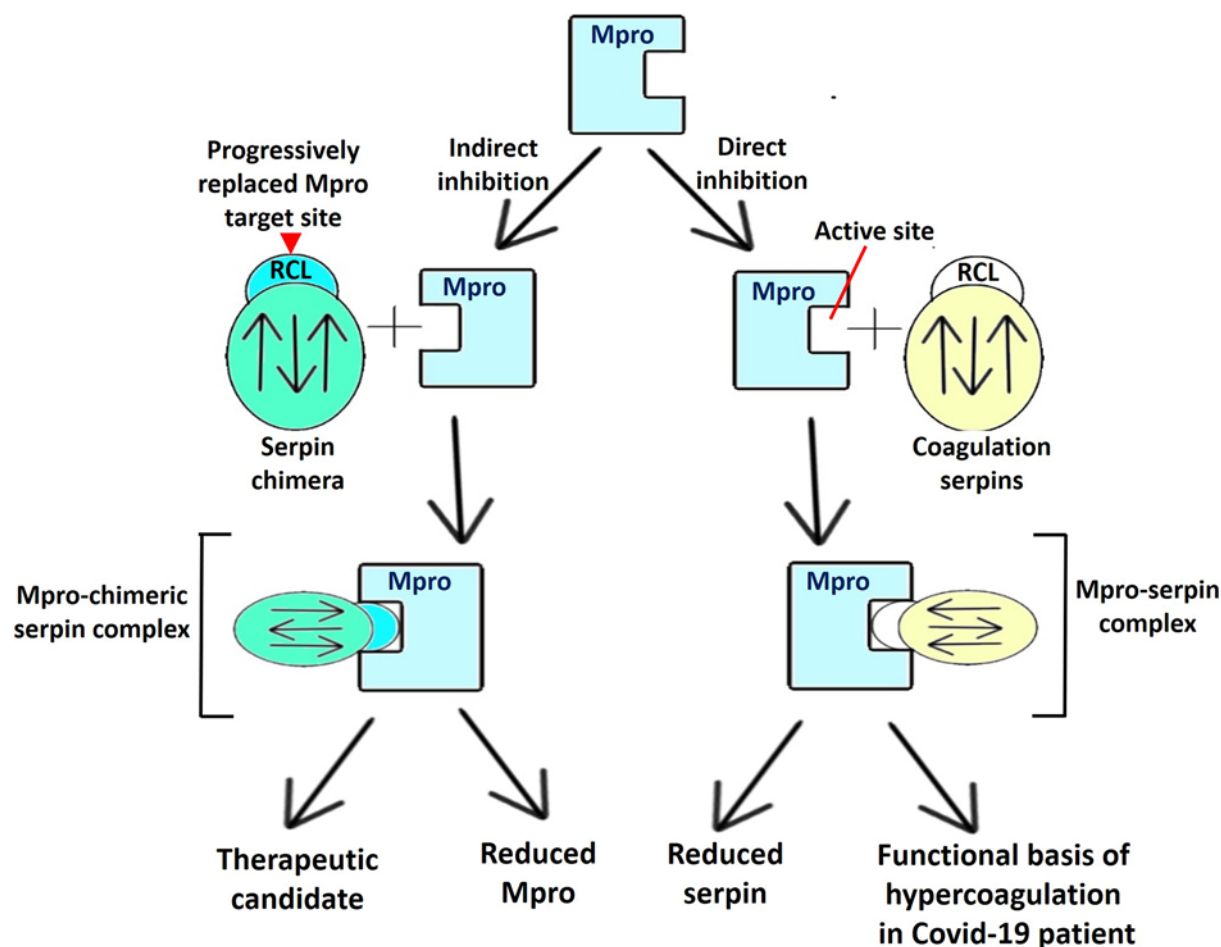 Mpro
Indirect
inhibition
Direct
inhibition
Progressively
replaced Mpro
target site
RCL
Mpro
Serpin
chimera
Active site
Mpro
RCL
Coagulation
serpins
Mpro-chimeric
serpin complex
Mpro
Mpro
Mpro-serpin
complex
Therapeutic
candidate
Reduced
Mpro
Reduced
serpin
Functional basis of
hypercoagulation
in Covid-19 patient